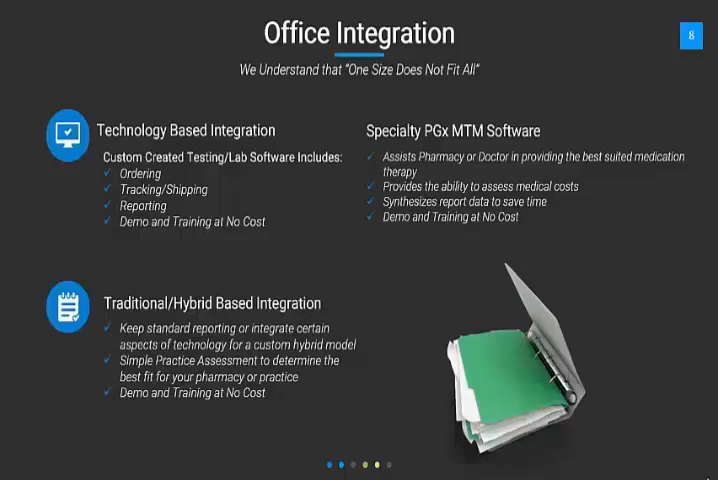 Office Integration
8
We Understand that "One Size Does Not Fit All"
Technology Based Integration
Custom Created Testing/Lab Software Includes:
Ordering
Tracking/Shipping
Reporting
Demo and Training at No Cost
Specialty PGx MTM Software
Assists Pharmacy or Doctor in providing the best suited medication
therapy
Provides the ability to assess medical costs
Synthesizes report data to save time
Demo and Training at No Cost
Traditional/Hybrid Based Integration
Keep standard reporting or integrate certain
aspects of technology for a custom hybrid model
Simple Practice Assessment to determine the
best fit for your pharmacy or practice
Demo and Training at No Cost